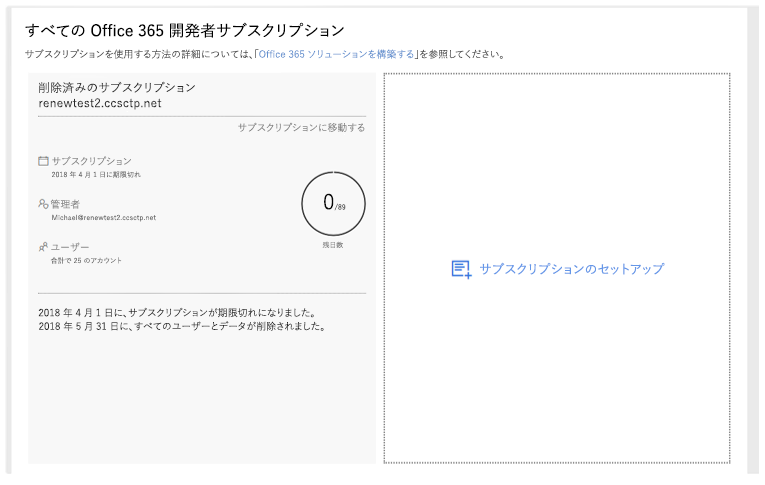 すべての Office 365 開発者サブスクリプション
サブスクリプションを使用する方法の詳細については、「Office 365 ソリューションを構築する」を参照してください。
削除済みのサブスクリプション
renewtest2.ccsctp.net
サブスクリプションに移動する
サブスクリプション
2018 年 4 月 1 日に期限切れ
管理者
Michael@renewtest2.ccsctp.net
ユーザー
合計で 25 のアカウント
0/89
残日数
2018 年 4 月 1 日に、サブスクリプションが期限切れになりました。
2018 年 5 月 31 日に、すべてのユーザーとデータが削除されました。
サブスクリプションのセットアップ